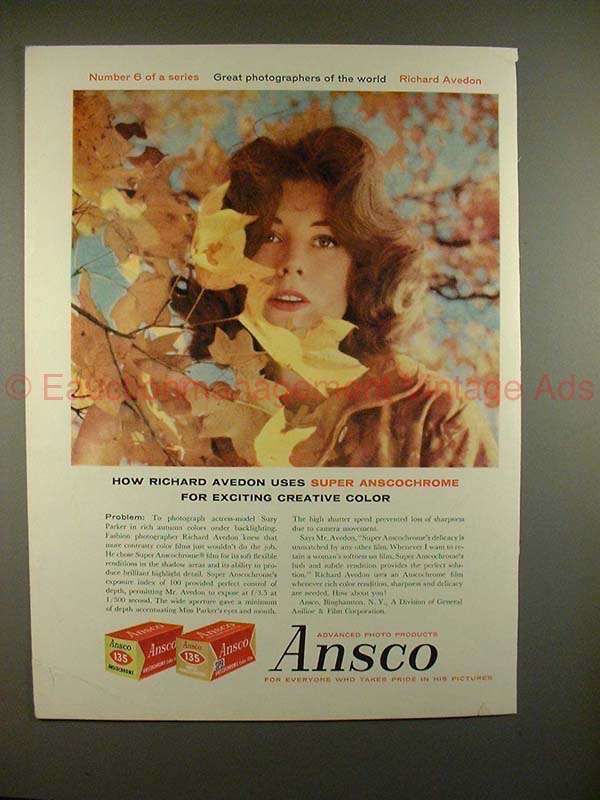 Number 6 of a series Great photographers of the world Richard Avedon
HOW RICHARD AVEDON USES SUPER ANSCOCHROME
FOR EXCITING CREATIVE COLOR
Problem: To photograph actress-model Suzy
Parker in rich autumn colors under backlighting.
Fashion photographer Richard Avedon knew that
more contrasty color films just wouldn't do the job.
He chose Super Anscochrome® film for its soft flexible
renditions in the shadow areas and its ability to pro-
duce brilliant highlight detail. Super Anscochrome's
exposure index of 100 provided perfect control of
depth, permitting Mr. Avedon to expose at f/3.5 at
1/500 second. The wide aperture gave a minimum
of depth accentuating Miss Parker's eyes and mouth.
The high shutter speed prevented loss of sharpness
due to camera movement.
Says Mr. Avedon, "Super Anscochrome's delicacy is
unmatched by any other film. Whenever I want to re-
tain a woman's softness on film, Super Anscochrome's
lush and subtle rendition provides the perfect solu-
tion." Richard Avedon uses an Anscochrome film
whenever rich color rendition, sharpness and delicacy
are needed. How about you?
Ansco, Binghamton, N. Y., A Division of General
Aniline & Film Corporation.
Ansco
135
ANSCOCHROME
Ansco
Ansco
135
Ansco
ADVANCED PHOTO PRODUCTS
Ansco
FOR EVERYONE WHO TAKES PRIDE IN HIS PICTURES